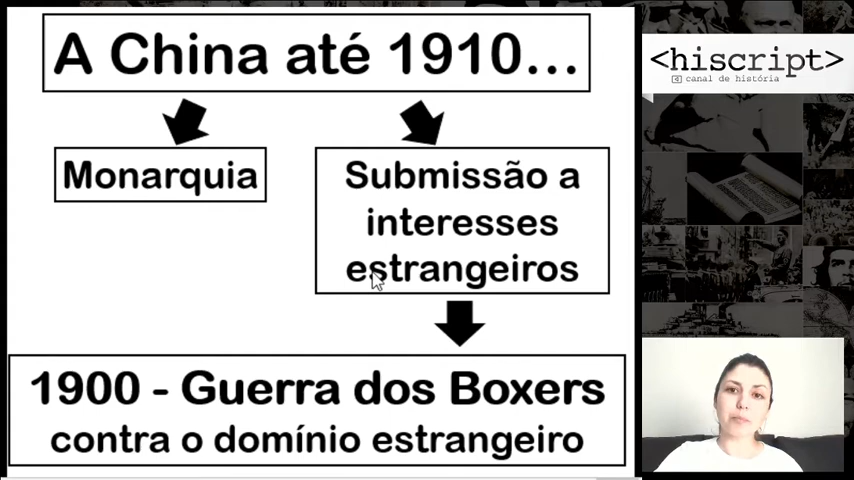 A China até 1910...
<hiscript>
canal de história
Monarquia
Submissão a
interesses
estrangeiros
1900 - Guerra dos Boxers
contra o domínio estrangeiro